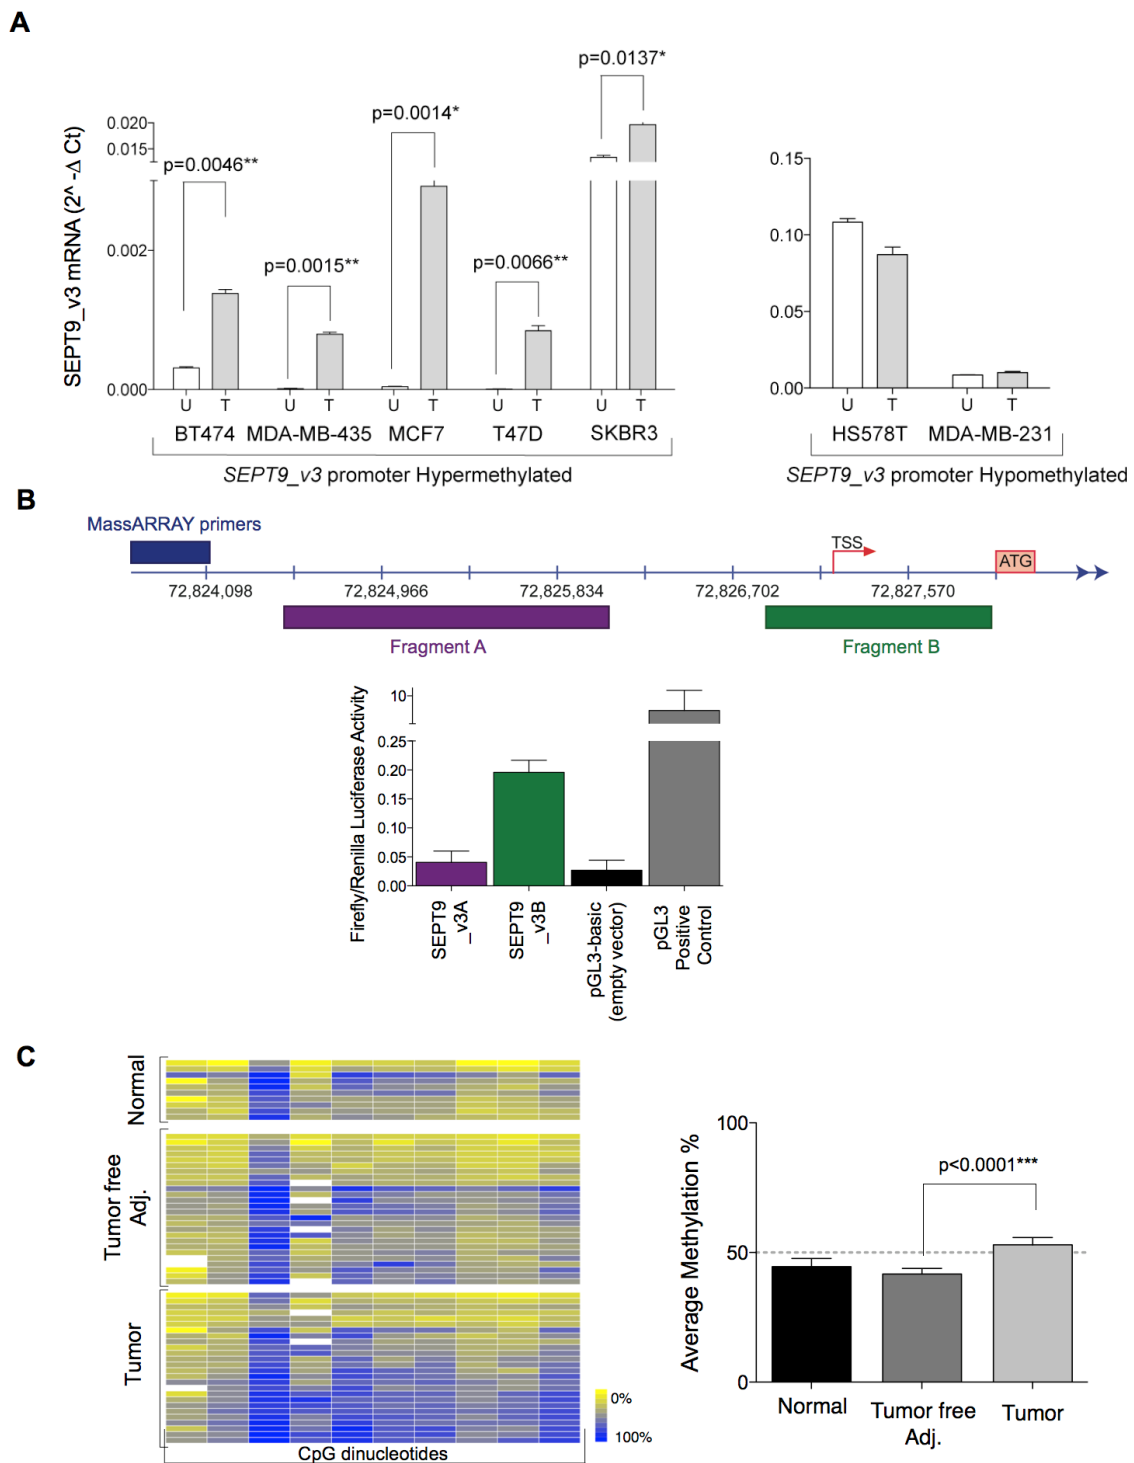 A
SEPT9_v3 mRNA (2^ -Δ Ct)
0.020
0.015
0.002
0.000
p=0.0046**
p=0.0015**
p=0.0014*
p=0.0066**
p=0.0137*
U T U T U T U T U T
BT474 MDA-MB-435 MCF7 T47D SKBR3
SEPT9_v3 promoter Hypermethylated
0.15
0.10
0.05
0.00
U T U T
HS578T MDA-MB-231
SEPT9_v3 promoter Hypomethylated
B
MassARRAY primers
TSS
ATG
72,824,098 72,824,966 72,825,834 72,826,702 72,827,570
Fragment A
Fragment B
Firefly/Renilla Luciferase Activity
10
0.25
0.20
0.15
0.10
0.05
0.00
SEPT9
_v3A
SEPT9
_v3B
pGL3-basic
(empty vector)
pGL3
Positive
Control
C
Normal
Tumor free
Adj.
Tumor
CpG dinucleotides
0%
100%
Average Methylation %
100
50
0
p<0.0001***
Normal
Tumor free
Adj.
Tumor